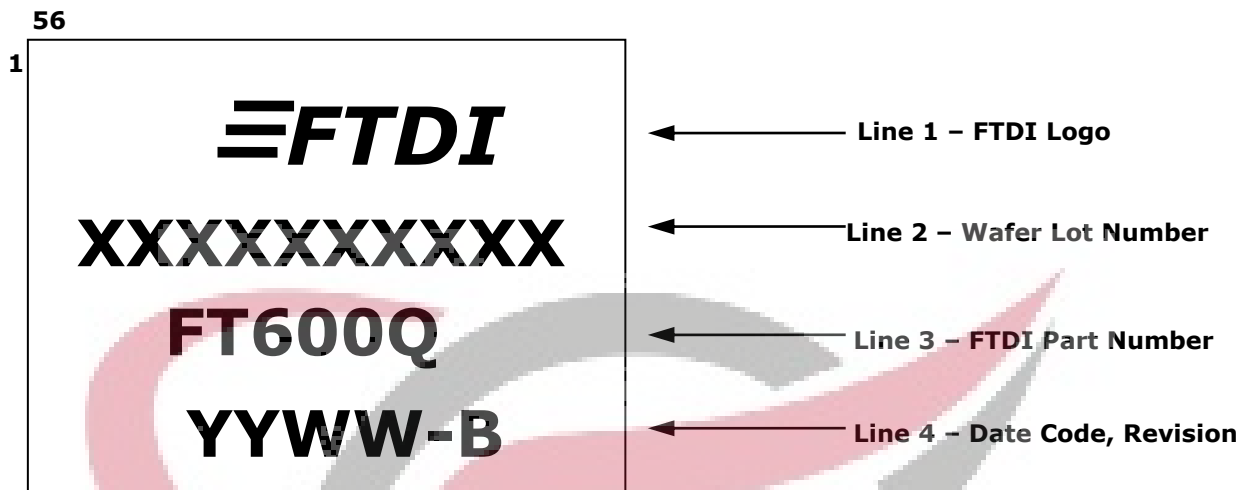 56
1
FTDI
Line 1 – FTDI Logo
XXXXXXXXXX
Line 2 – Wafer Lot Number
FT600Q
Line 3 – FTDI Part Number
YYWW-B
Line 4 – Date Code, Revision